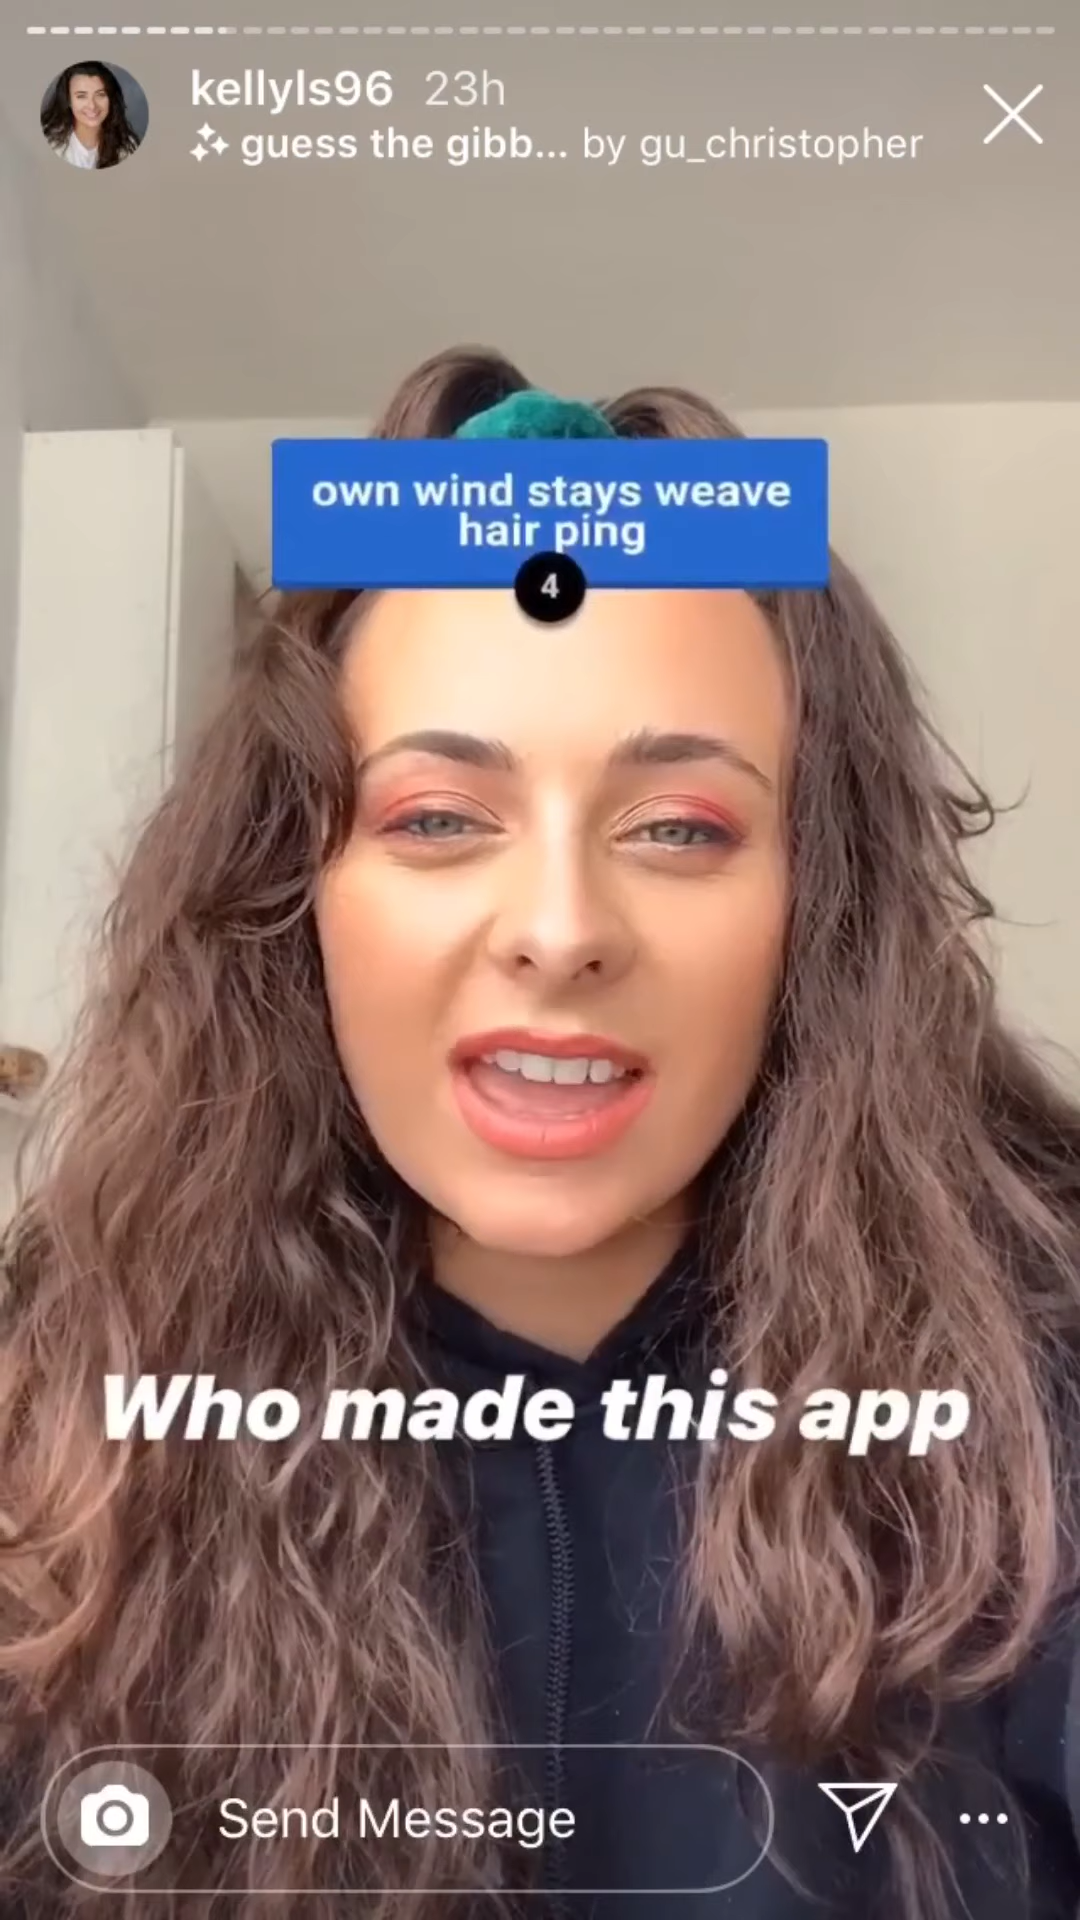 kellyls96 23h
guess the gibb... by gu_christopher
own wind stays weave
hair ping
4
Who made this app
Send Message